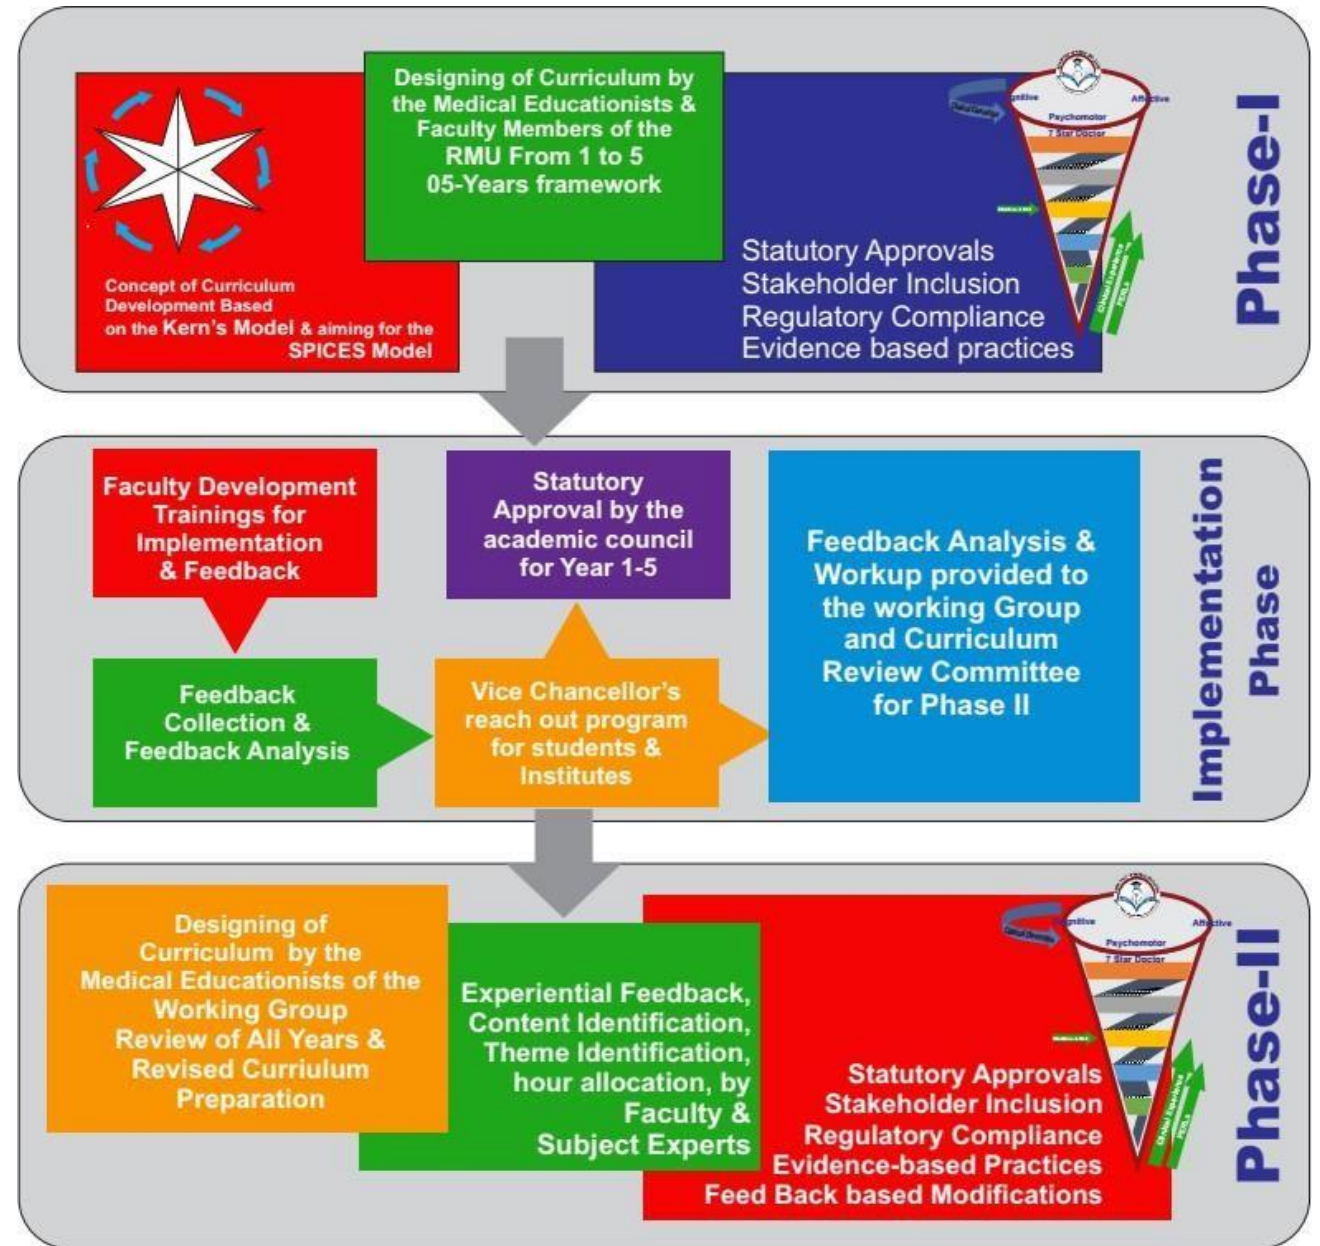 Concept of Curriculum
Development Based
on the Kern's Model & aiming for the
SPICES Model
Designing of Curriculum by
the Medical Educationists &
Faculty Members of the
RMU From 1 to 5
05-Years framework
Statutory Approvals
Stakeholder Inclusion
Regulatory Compliance
Evidence based practices
gnitive
Affective
Psychomotor
7 Star Doctor
Phase-I
Faculty Development
Trainings for
Implementation
& Feedback
Statutory
Approval by the
academic council
for Year 1-5
Feedback
Collection &
Feedback Analysis
Vice Chancellor's
reach out program
for students &
Institutes
Feedback Analysis &
Workup provided to
the working Group
and Curriculum
Review Committee
for Phase II
Implementation
Phase
Designing of
Curriculum by the
Medical Educationists of the
Working Group
Review of All Years &
Revised Curriulum
Preparation
Experiential Feedback,
Content Identification,
Theme Identification,
hour allocation, by
Faculty &
Subject Experts
Statutory Approvals
Stakeholder Inclusion
Regulatory Compliance
Evidence-based Practices
Feed Back based Modifications
gnitive
Affective
Psychomotor
7 Star Doctor
Phase-II